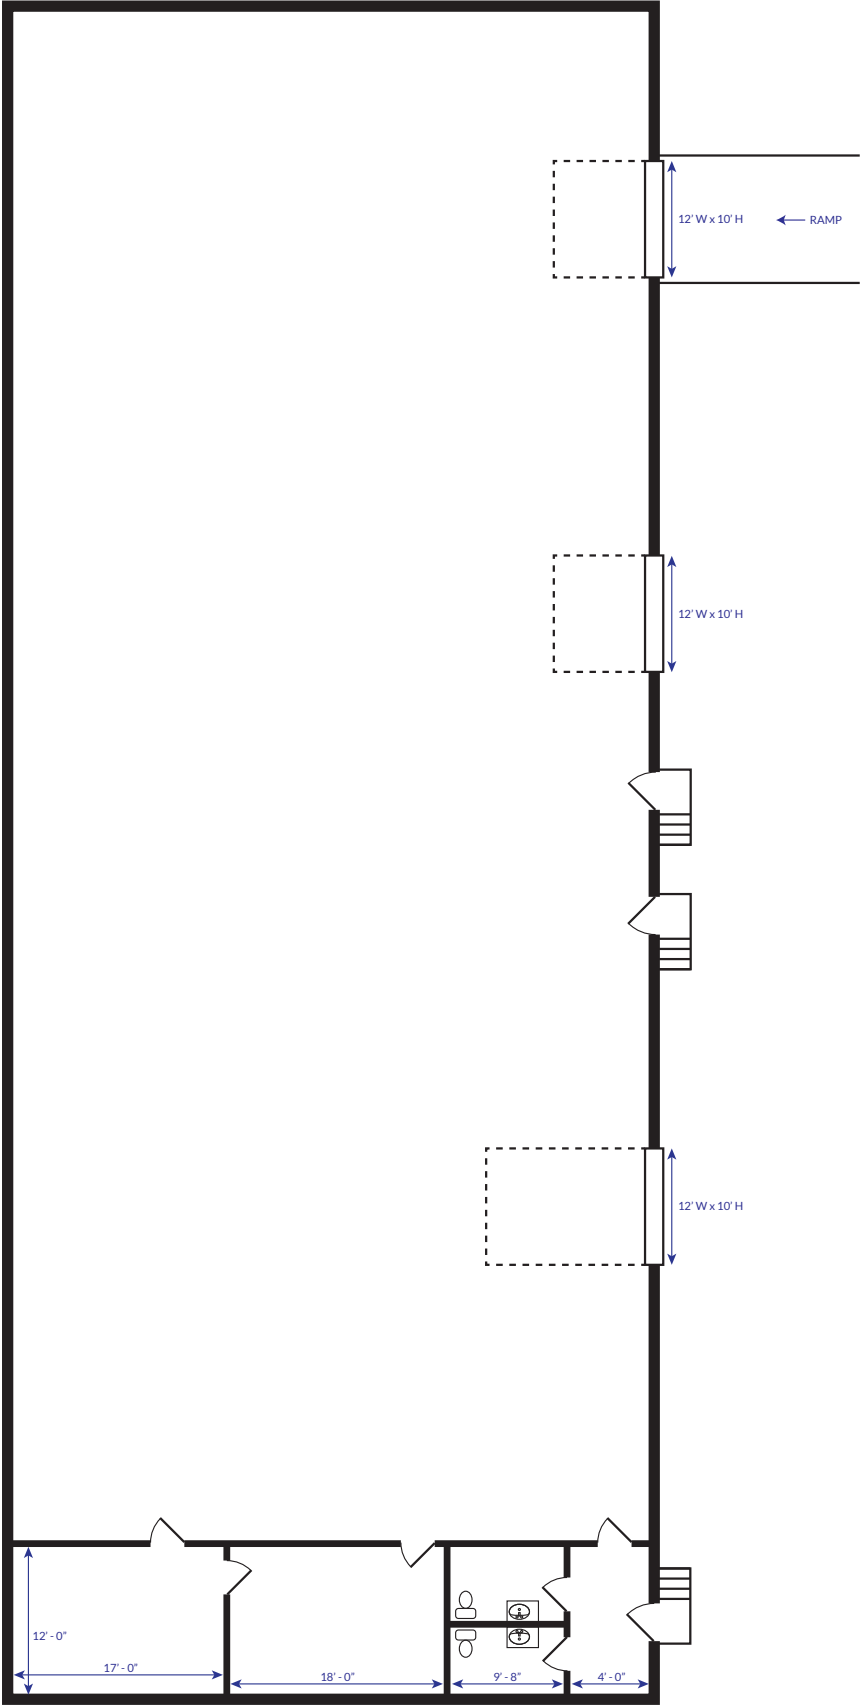 12' W x 10' H
RAMP
12' W x 10' H
12' W x 10' H
12' - 0"
17' - 0"
18' - 0"
9' - 8"
4' - 0"